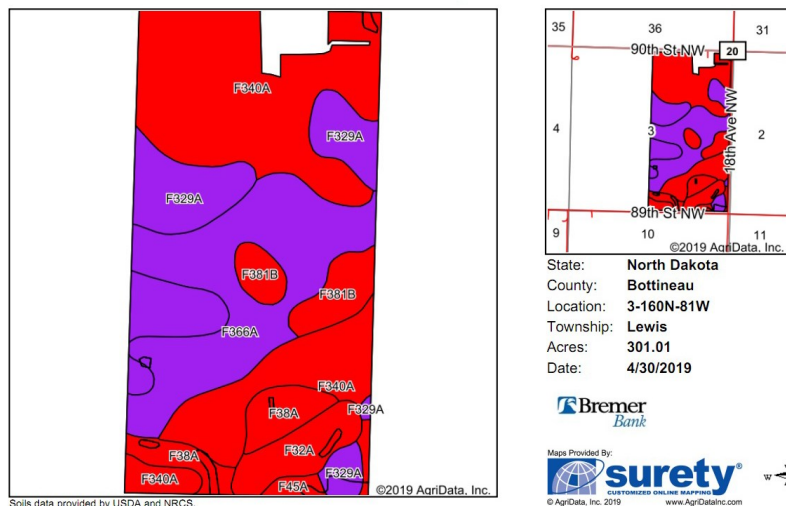 F340A
F329A
F329A
F381B
F381B
F366A
F340A
F38A
F329A
F38A
F32A
F340A
F329A
F45A
©2019 AgriData, Inc.
Soils data provided by USDA and NRCS.
35
36
31
90th St NW
20
4
3
2
18th Ave NW
89th St NW
9
10
11
©2019 AgriData, Inc.
State: North Dakota
County: Bottineau
Location: 3-160N-81W
Township: Lewis
Acres: 301.01
Date: 4/30/2019
Bremer
Bank
Maps Provided By:
surety®
CUSTOMIZED ONLINE MAPPING
© AgriData, Inc. 2019 www.AgriDataInc.com
W